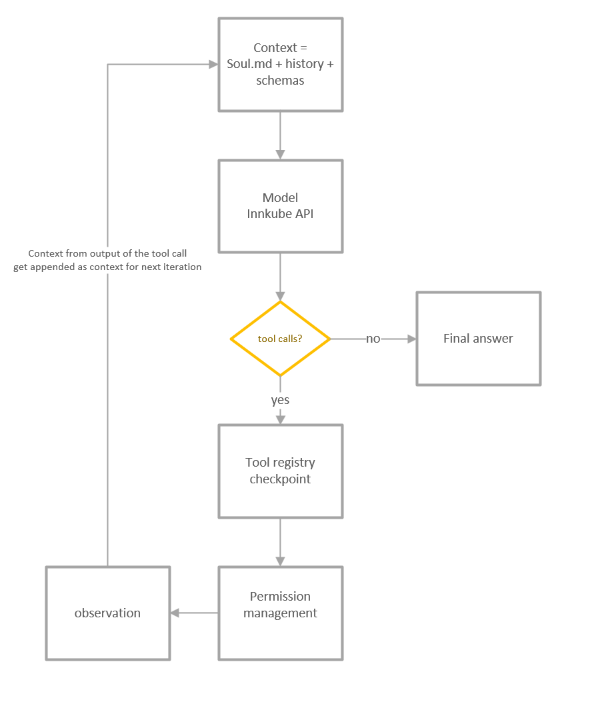 Context =
Soul.md + history +
schemas
Model
Innkube API
Context from output of the tool call
get appended as context for next iteration
tool calls?
no
Final answer
yes
Tool registry
checkpoint
Permission
management
observation